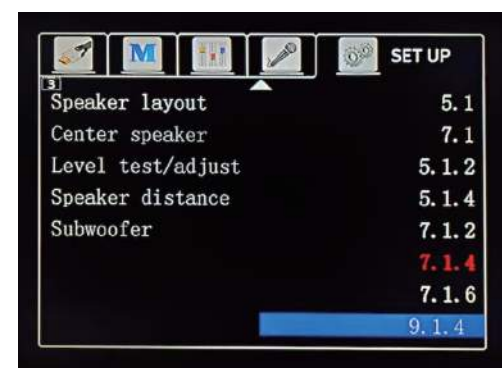 M
SET UP
3
Speaker layout 5.1
Center speaker 7.1
Level test/adjust 5.1.2
Speaker distance 5.1.4
Subwoofer 7.1.2
7.1.4
7.1.6
9.1.4